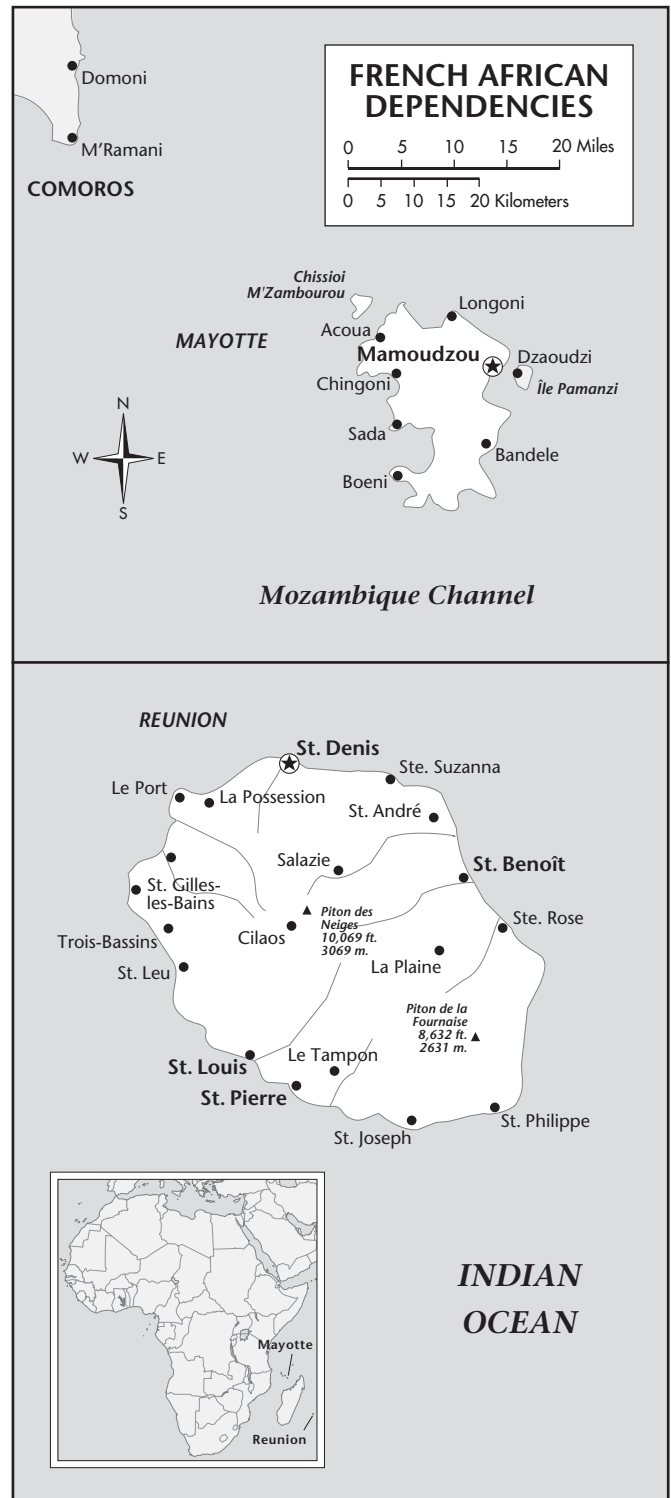 Domoni
M'Ramani
COMOROS
FRENCH AFRICAN
DEPENDENCIES
0 5 10 15 20 Miles
0 5 10 15 20 Kilometers
Chissioi
M'Zambourou
Longoni
Acoua
MAYOTTE
Mamoudzou
Dzaoudzi
Chingoni
Île Pamanzi
Sada
Bandele
Boeni
N
W E
S
Mozambique Channel
REUNION
St. Denis
Ste. Suzanna
Le Port
La Possession
St. André
Salazie
St. Benoît
St. Gilles-
les-Bains
Piton des
Neiges
10,069 ft.
3069 m.
Ste. Rose
Trois-Bassins
Cilaos
La Plaine
St. Leu
Piton de la
Fournaise
8,632 ft.
2631 m.
Le Tampon
St. Louis
St. Pierre
St. Philippe
St. Joseph
INDIAN
OCEAN
Mayotte
Reunion